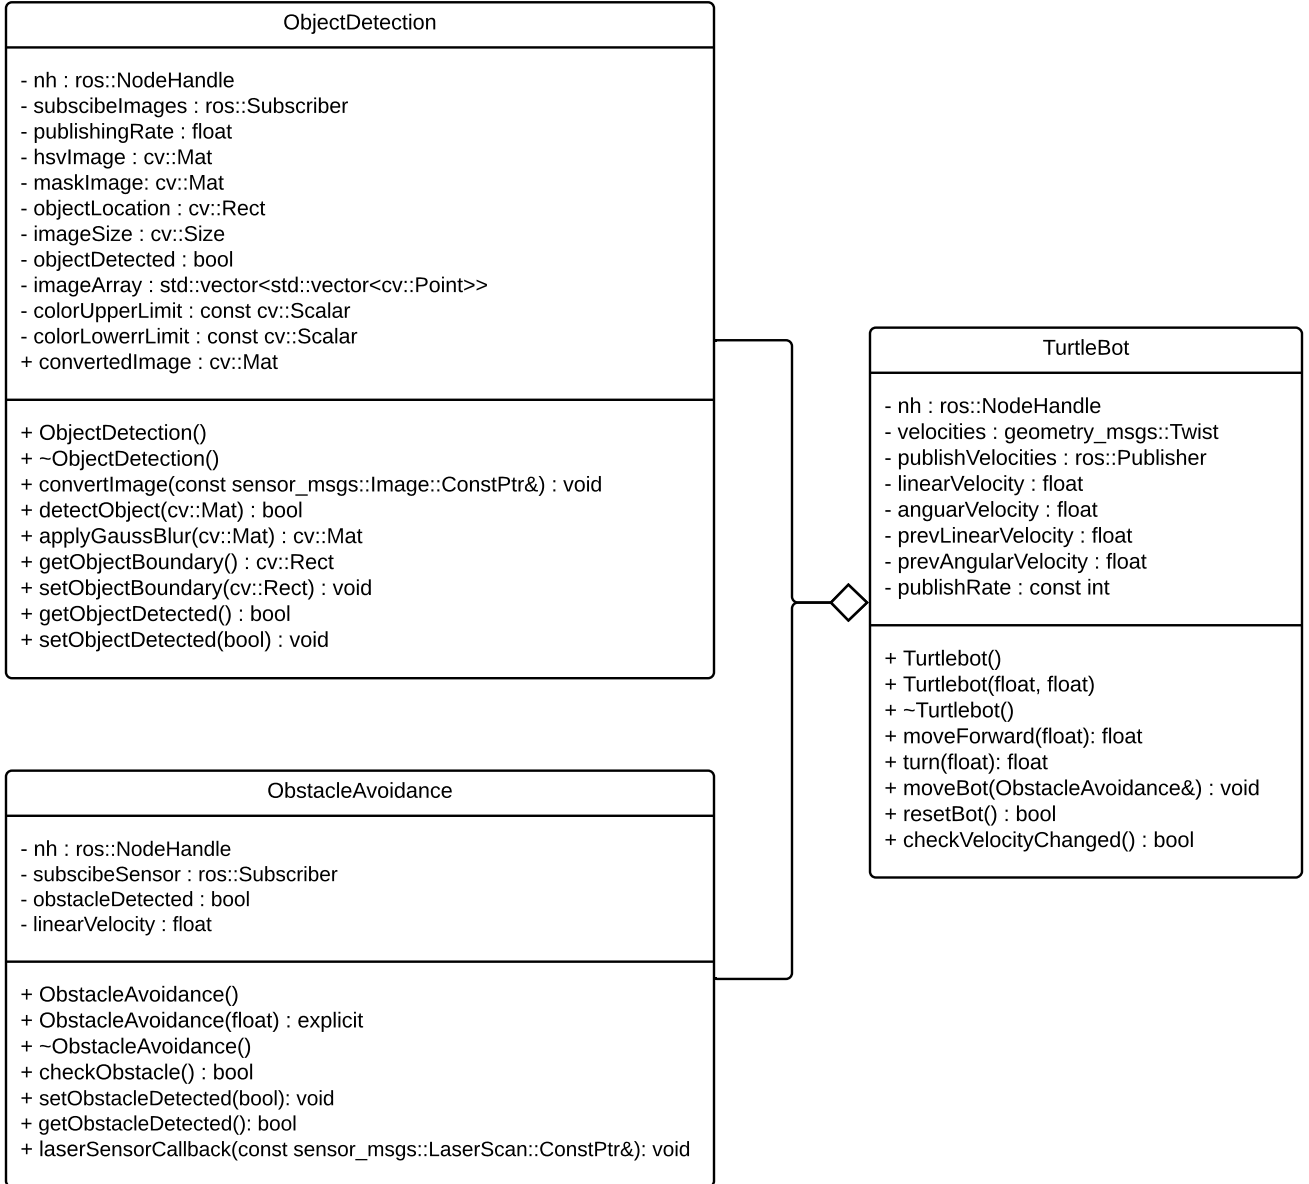 ObjectDetection
- nh : ros::NodeHandle
- subscibeImages : ros::Subscriber
- publishingRate : float
- hsvImage : cv::Mat
- maskImage: cv::Mat
- objectLocation : cv::Rect
- imageSize : cv::Size
- objectDetected : bool
- imageArray : std::vector<std::vector<cv::Point>>
- colorUpperLimit : const cv::Scalar
- colorLowerrLimit : const cv::Scalar
+ convertedImage : cv::Mat
+ ObjectDetection()
+ ~ObjectDetection()
+ convertImage(const sensor_msgs::Image::ConstPtr&) : void
+ detectObject(cv::Mat) : bool
+ applyGaussBlur(cv::Mat) : cv::Mat
+ getObjectBoundary() : cv::Rect
+ setObjectBoundary(cv::Rect) : void
+ getObjectDetected() : bool
+ setObjectDetected(bool) : void
ObstacleAvoidance
- nh : ros::NodeHandle
- subscibeSensor : ros::Subscriber
- obstacleDetected : bool
- linearVelocity : float
+ ObstacleAvoidance()
+ ObstacleAvoidance(float) : explicit
+ ~ObstacleAvoidance()
+ checkObstacle() : bool
+ setObstacleDetected(bool): void
+ getObstacleDetected(): bool
+ laserSensorCallback(const sensor_msgs::LaserScan::ConstPtr&): void
TurtleBot
- nh : ros::NodeHandle
- velocities : geometry_msgs::Twist
- publishVelocities : ros::Publisher
- linearVelocity : float
- anguarVelocity : float
- prevLinearVelocity : float
- prevAngularVelocity : float
- publishRate : const int
+ Turtlebot()
+ Turtlebot(float, float)
+ ~Turtlebot()
+ moveForward(float): float
+ turn(float): float
+ moveBot(ObstacleAvoidance&) : void
+ resetBot() : bool
+ checkVelocityChanged() : bool